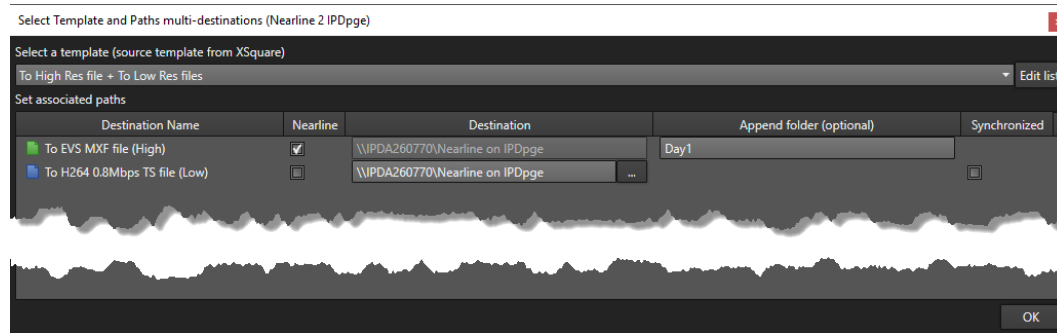 Select Template and Paths multi-destinations (Nearline 2 IPDpge)
Select a template (source template from XSquare)
To High Res file + To Low Res files
Edit list
Set associated paths
Destination Name Nearline Destination Append folder (optional) Synchronized
To EVS MXF file (High) \\IPDA260770\Nearline on IPDpge Day1
To H264 0.8Mbps TS file (Low) \\IPDA260770\Nearline on IPDpge ...
OK